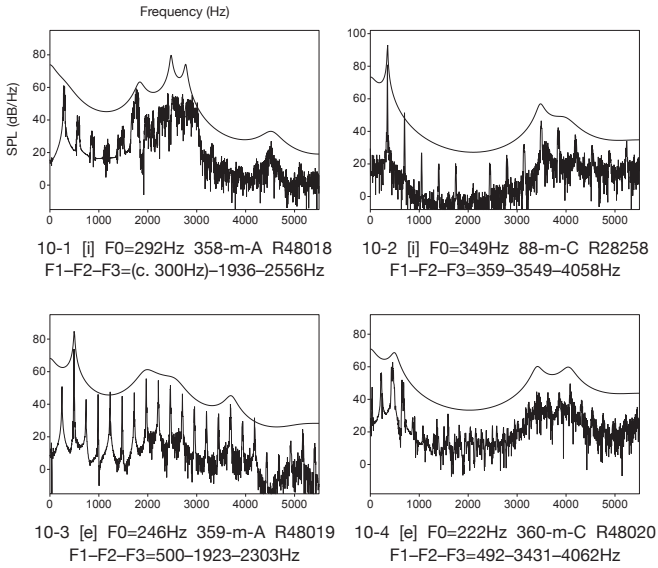 Frequency (Hz)
SPL (dB/Hz)
80
60
40
20
0
0 1000 2000 3000 4000 5000
100
80
60
40
20
0
0 1000 2000 3000 4000 5000
10-1 [i] F0=292Hz 358-m-A R48018
F1–F2–F3=(c. 300Hz)–1936–2556Hz
10-2 [i] F0=349Hz 88-m-C R28258
F1–F2–F3=359–3549–4058Hz
80
60
40
20
0
0 1000 2000 3000 4000 5000
80
60
40
20
0
0 1000 2000 3000 4000 5000
10-3 [e] F0=246Hz 359-m-A R48019
F1–F2–F3=500–1923–2303Hz
10-4 [e] F0=222Hz 360-m-C R48020
F1–F2–F3=492–3431–4062Hz